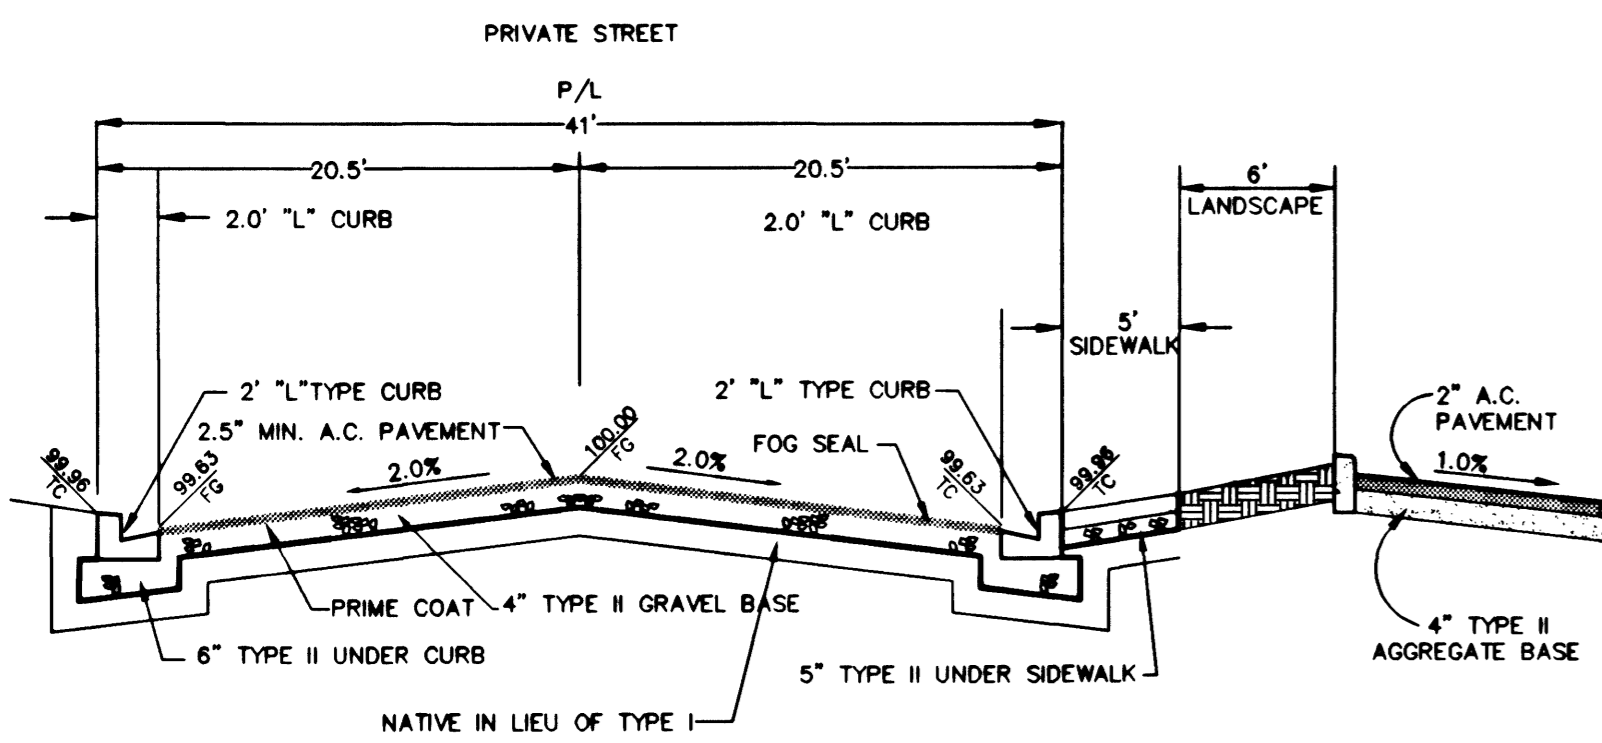 PRIVATE STREET
P/L
41'
20.5'
20.5'
6'
LANDSCAPE
2.0' "L" CURB
2.0' "L" CURB
5'
SIDEWALK
2' "L"TYPE CURB
2' "L" TYPE CURB
2" A.C.
PAVEMENT
2.5" MIN. A.C. PAVEMENT
100.00
FG
FOG SEAL
99.96
TC
99.63
FG
2.0%
2.0%
99.63
TC
99.96
TC
1.0%
PRIME COAT
4" TYPE II GRAVEL BASE
4" TYPE II
AGGREGATE BASE
6" TYPE II UNDER CURB
5" TYPE II UNDER SIDEWALK
NATIVE IN LIEU OF TYPE I